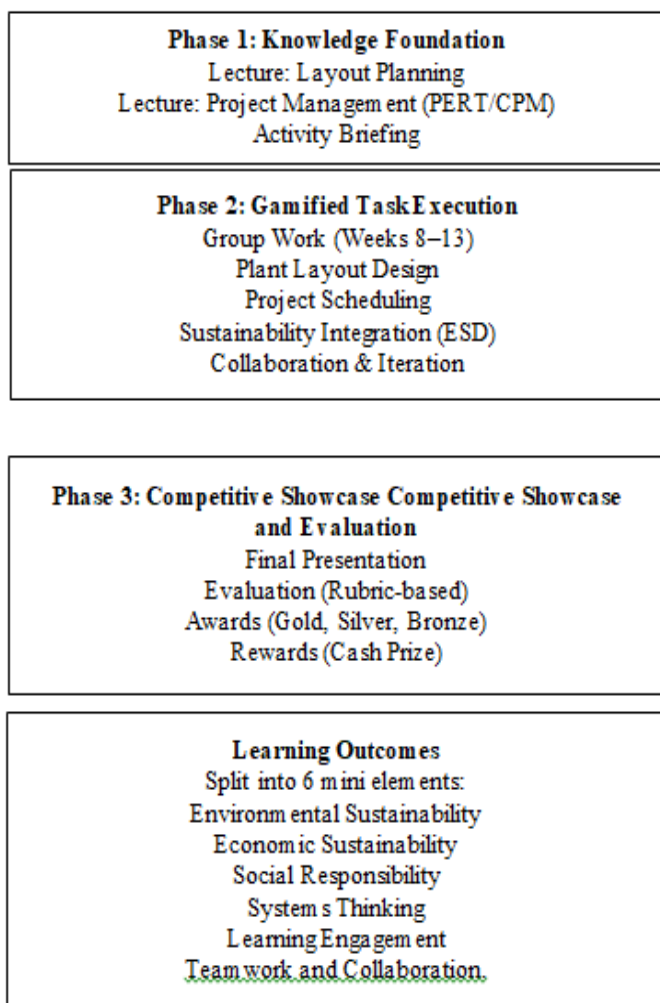 Phase 1: Knowledge Foundation
Lecture: Layout Planning
Lecture: Project Management (PERT/CPM)
Activity Briefing
Phase 2: Gamified Task Execution
Group Work (Weeks 8–13)
Plant Layout Design
Project Scheduling
Sustainability Integration (ESD)
Collaboration & Iteration
Phase 3: Competitive Showcase Competitive Showcase
and Evaluation
Final Presentation
Evaluation (Rubric-based)
Awards (Gold, Silver, Bronze)
Rewards (Cash Prize)
Learning Outcomes
Split into 6 mini elements:
Environmental Sustainability
Economic Sustainability
Social Responsibility
Systems Thinking
Learning Engagement
Teamwork and Collaboration.